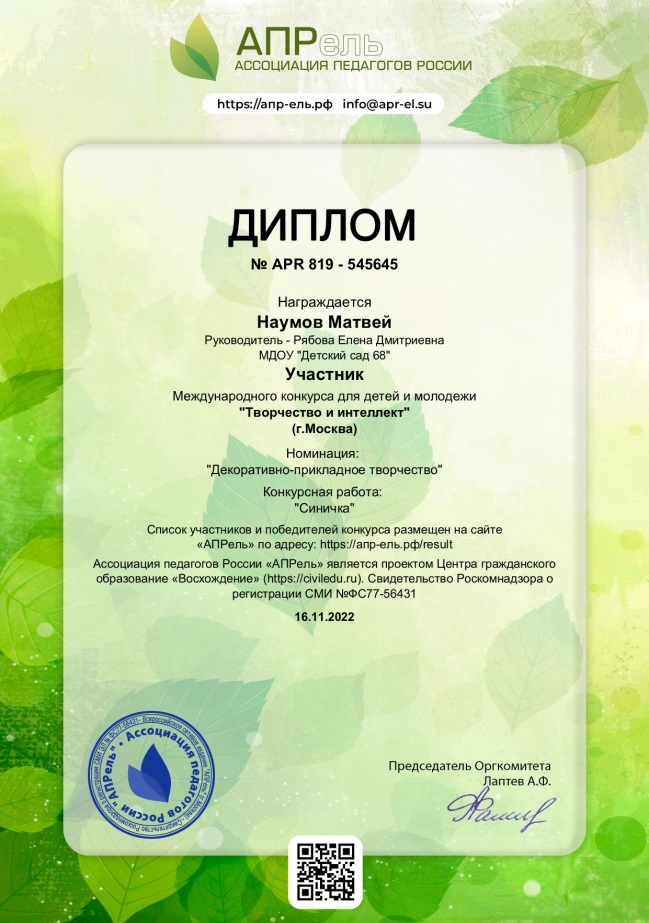 АПРель
АССОЦИАЦИЯ ПЕДАГОГОВ РОССИИ
https://апр-ель.рф info@apr-el.su
ДИПЛОМ
№ APR 819 - 545645
Награждается
Наумов Матвей
Руководитель - Рябова Елена Дмитриевна
МДОУ "Детский сад 68"
Участник
Международного конкурса для детей и молодежи
"Творчество и интеллект"
(г.Москва)
Номинация:
"Декоративно-прикладное творчество"
Конкурсная работа:
"Синичка"
Список участников и победителей конкурса размещен на сайте
«АПРель» по адресу: https://апр-ель.рф/result
Ассоциация педагогов России «АПРель» является проектом Центра гражданского
образование «Восхождение» (https://civiledu.ru). Свидетельство Роскомнадзора о
регистрации СМИ №ФС77-56431
16.11.2022
Ассоциация педагогов России "АПРель"
Председатель Оргкомитета
Лаптев А.Ф.